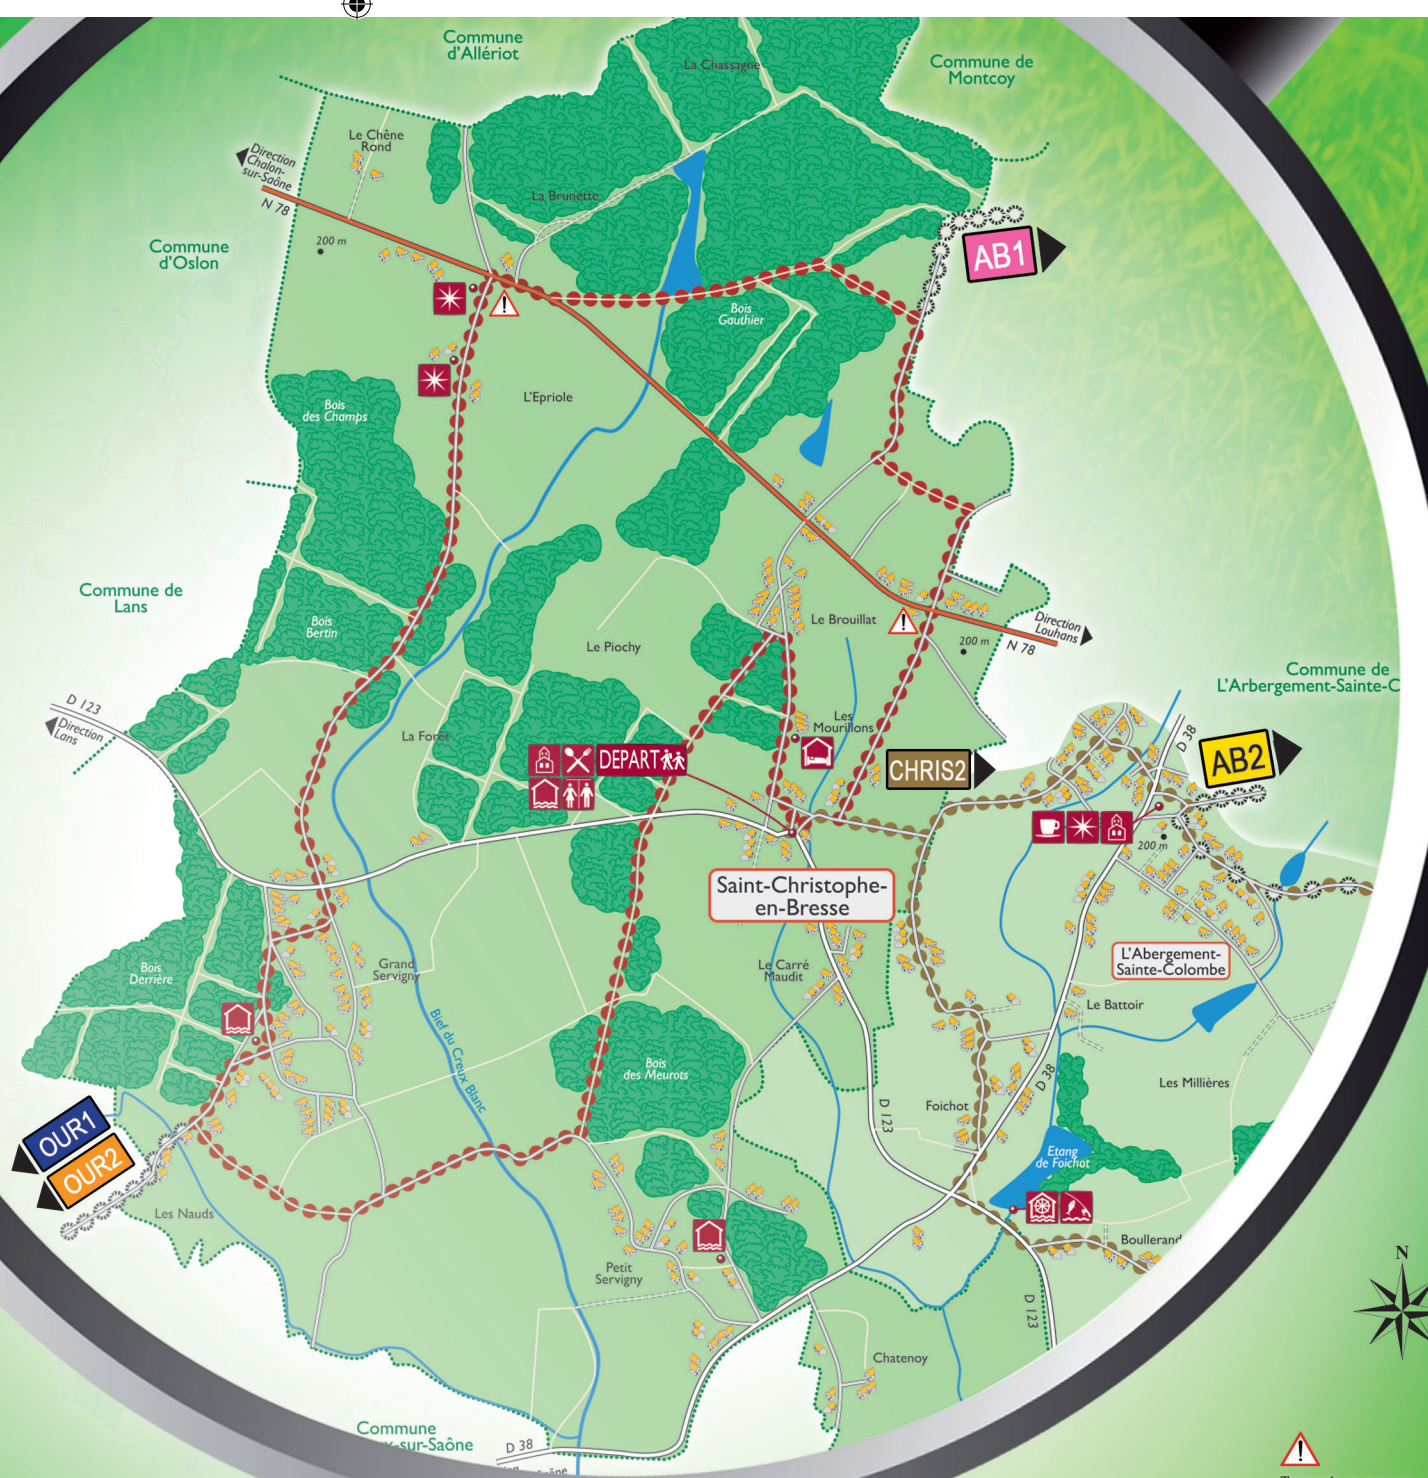 Commune
d'Allériot
La Chassagne
Commune de
Montcoy
Le Chêne
Rond
Direction
Chalon-
sur-Saône
N 78
La Brunette
200 m
Commune
d'Oslon
AB1
Bois
Gauthier
L'Epriole
Bois
des Champs
Commune de
Lans
Bois
Bertin
Le Piochy
Le Brouillat
200 m
Direction
Louhans
N 78
Commune de
L'Arbergement-Sainte-C
D 123
Direction
Lans
La Forêt
DEPART
Les
Mourillons
CHRIS2
D 38
AB2
200 m
Saint-Christophe-
en-Bresse
L'Abergement-
Sainte-Colombe
Bois
Derrière
Grand
Servigny
Le Carré
Maudit
Le Battoir
Bief du Creux Blanc
Bois
des Meurots
D 38
Les Millières
Foichot
D 123
OUR1
OUR2
Etang
de Foichot
Les Nauds
Boullerand
Petit
Servigny
N
D 123
Chatenoy
Commune
x-sur-Saône
D 38